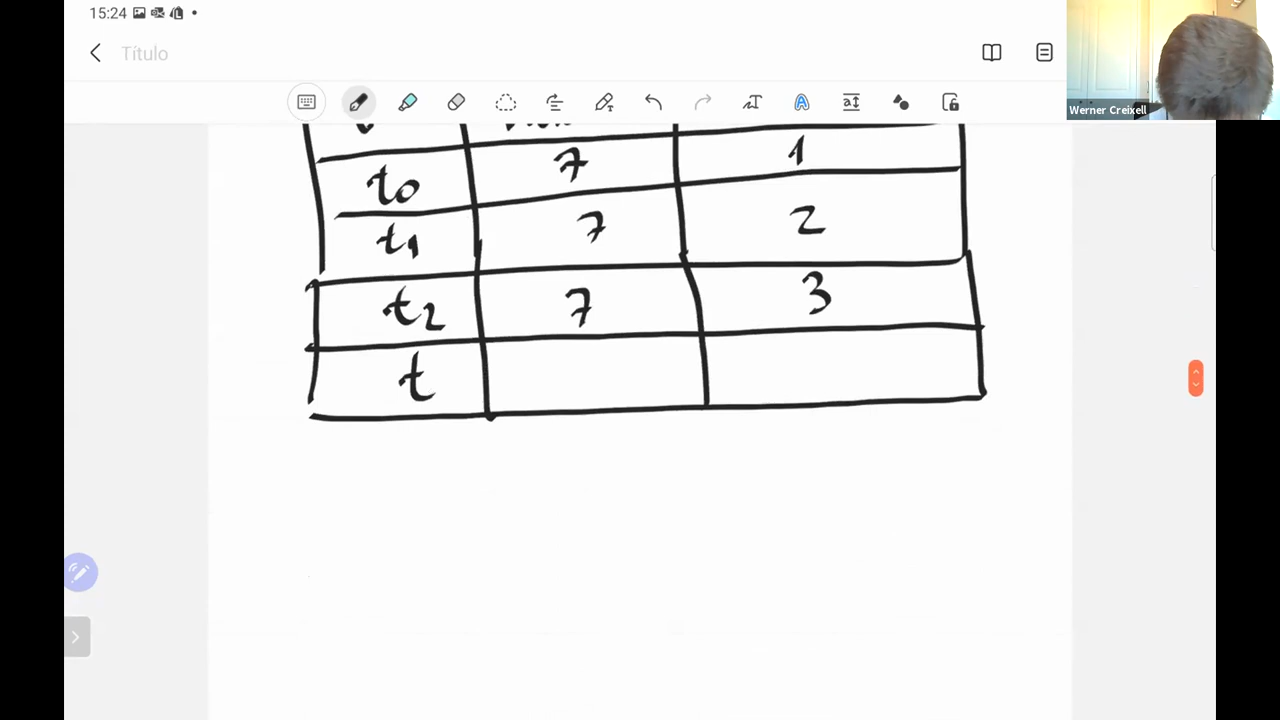 15:24
Título
Werner Creixell
t0 7 1
t1 7 2
t2 7 3
t